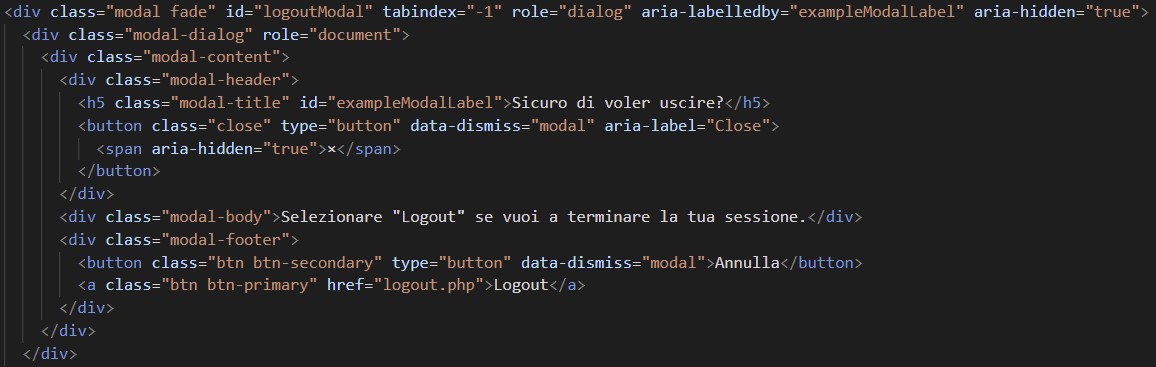 <div class="modal fade" id="logoutModal" tabindex="-1" role="dialog" aria-labelledby="exampleModalLabel" aria-hidden="true">
<div class="modal-dialog" role="document">
<div class="modal-content">
<div class="modal-header">
<h5 class="modal-title" id="exampleModalLabel">Sicuro di voler uscire?</h5>
<button class="close" type="button" data-dismiss="modal" aria-label="Close">
<span aria-hidden="true">×</span>
</button>
</div>
<div class="modal-body">Selezionare "Logout" se vuoi a terminare la tua sessione.</div>
<div class="modal-footer">
<button class="btn btn-secondary" type="button" data-dismiss="modal">Annulla</button>
<a class="btn btn-primary" href="logout.php">Logout</a>
</div>
</div>
</div>